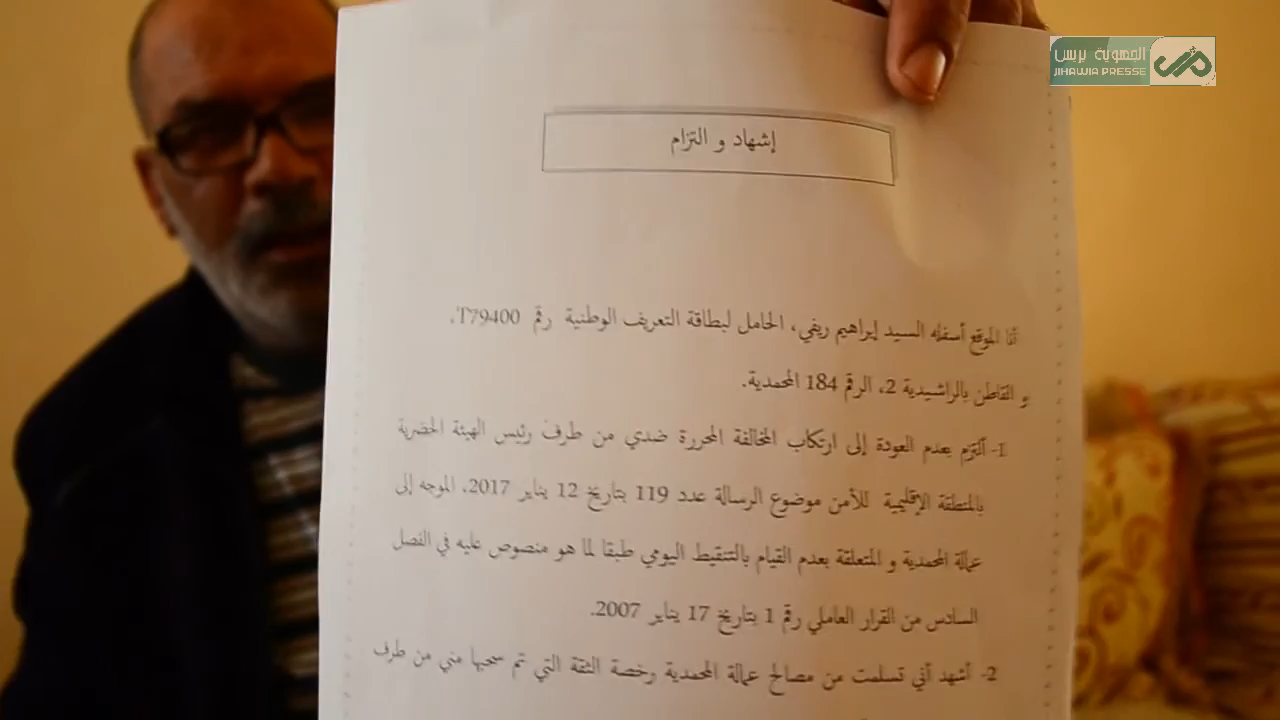 الجهوية بريس
JIHAWIA PRESSE
إشهاد و التزام
أنا الموقع أسفله السيد إبراهيم ريفي، الحامل لبطاقة التعريف الوطنية رقم T79400.
و القاطن بالراشيدية 2، الرقم 184 المحمدية.
1- ألتزم بعدم العودة إلى ارتكاب المخالفة المحررة ضدي من طرف رئيس الهيئة الحضرية
بالمنطقة الإقليمية للأمن موضوع الرسالة عدد 119 بتاريخ 12 يناير 2017، الموجه إلى
عمالة المحمدية و المتعلقة بعدم القيام بالتنقيط اليومي طبقا لما هو منصوص عليه في الفصل
السادس من القرار العاملي رقم 1 بتاريخ 17 يناير 2007.
2- أشهد أني تسلمت من مصالح عمالة المحمدية رخصة الثقة التي تم سحبها مني من طرف